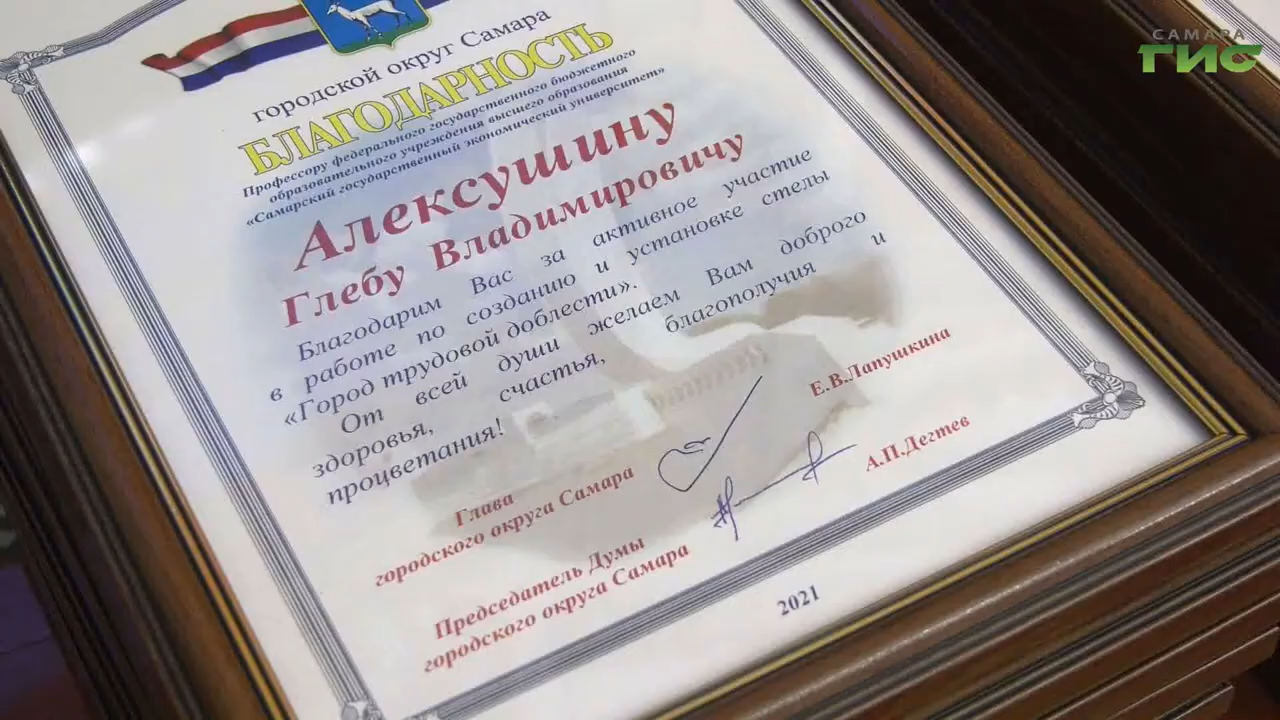 САМАРА
ГИС
городской округ Самара
БЛАГОДАРНОСТЬ
Профессору федерального государственного бюджетного
образовательного учреждения высшего образования
«Самарский государственный экономический университет»
Алексушину
Глебу Владимировичу
Благодарим Вас за активное участие
в работе по созданию и установке стелы
«Город трудовой доблести».
От всей души желаем Вам доброго
здоровья, счастья, благополучия и
процветания!
Глава
городского округа Самара
Е.В.Лапушкина
Председатель Думы
городского округа Самара
А.П.Дегтев
2021